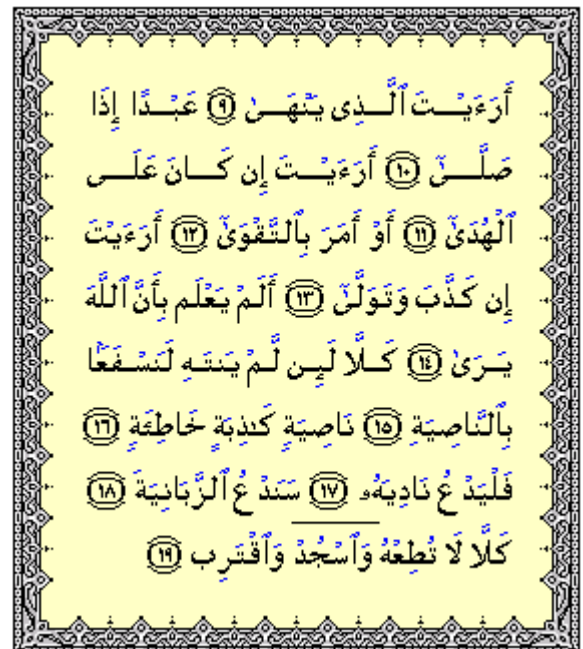 أَرَءَيْتَ ٱلَّذِى يَنْهَىٰ ﴿٩﴾ عَبْدًا إِذَا
صَلَّىٰٓ ﴿١٠﴾ أَرَءَيْتَ إِن كَانَ عَلَى
ٱلْهُدَىٰٓ ﴿١١﴾ أَوْ أَمَرَ بِٱلتَّقْوَىٰٓ ﴿١٢﴾ أَرَءَيْتَ
إِن كَذَّبَ وَتَوَلَّىٰٓ ﴿١٣﴾ أَلَمْ يَعْلَم بِأَنَّ ٱللَّهَ
يَرَىٰ ﴿١٤﴾ كَلَّا لَئِن لَّمْ يَنتَهِ لَنَسْفَعًۢا
بِٱلنَّاصِيَةِ ﴿١٥﴾ نَاصِيَةٍ كَـٰذِبَةٍ خَاطِئَةٍ ﴿١٦﴾
فَلْيَدْعُ نَادِيَهُۥ ﴿١٧﴾ سَنَدْعُ ٱلزَّبَانِيَةَ ﴿١٨﴾
كَلَّا لَا تُطِعْهُ وَٱسْجُدْ وَٱقْتَرِب ﴿١٩﴾